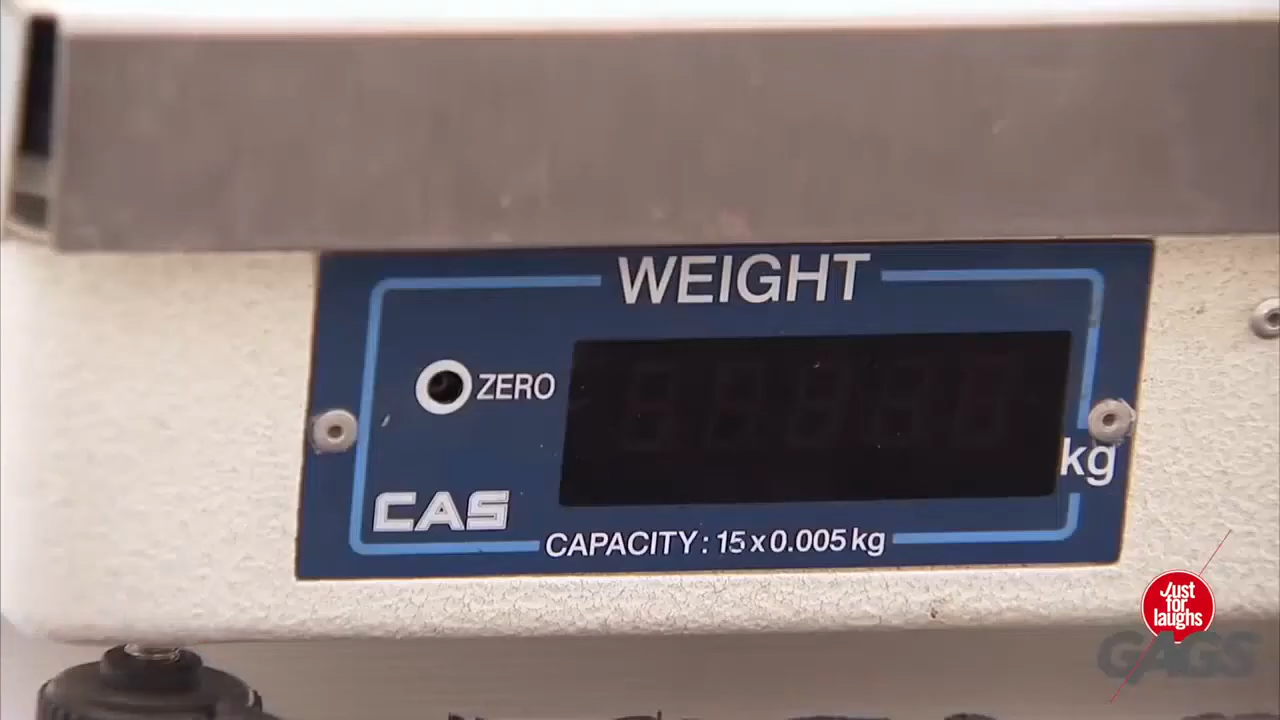 WEIGHT
ZERO
kg
CAS
CAPACITY: 15 x 0.005 kg
Just
for
laughs
GAGS